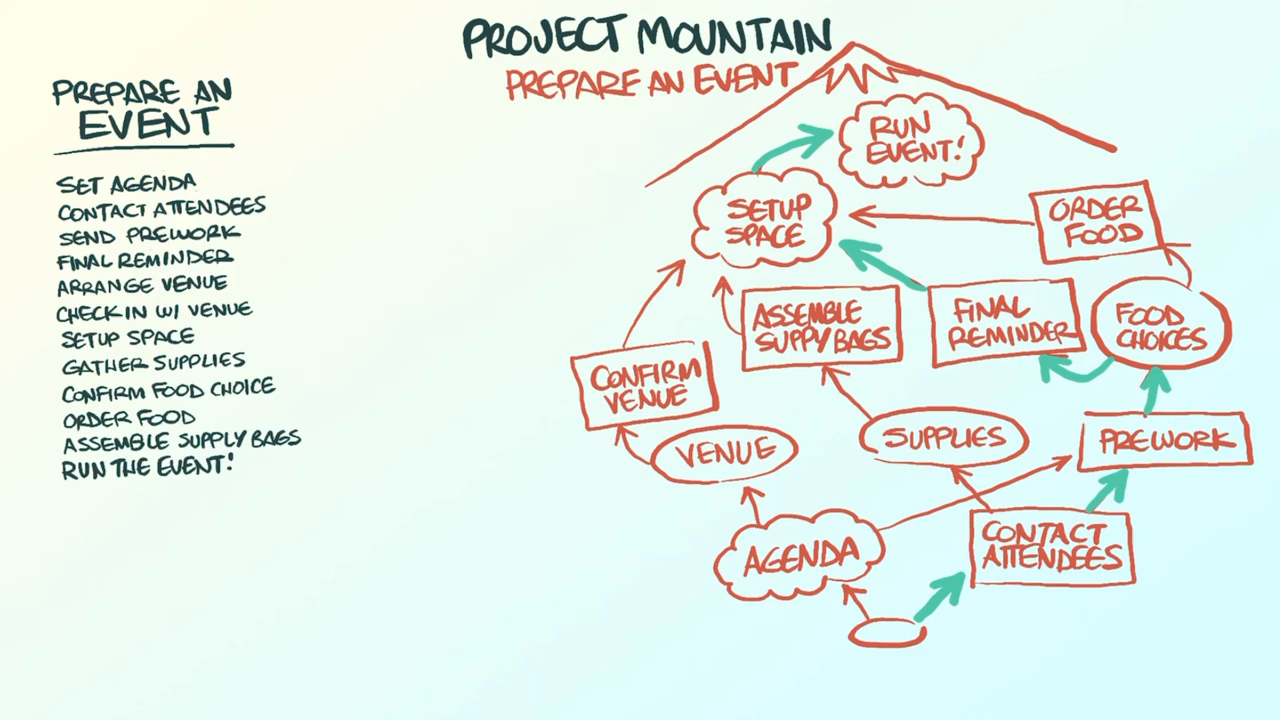 PROJECT MOUNTAIN
PREPARE AN EVENT
PREPARE AN
EVENT
SET AGENDA
CONTACT ATTENDEES
SEND PREWORK
FINAL REMINDER
ARRANGE VENUE
CHECK IN W/ VENUE
SETUP SPACE
GATHER SUPPLIES
CONFIRM FOOD CHOICE
ORDER FOOD
ASSEMBLE SUPPLY BAGS
RUN THE EVENT!
RUN
EVENT!
SETUP
SPACE
ORDER
FOOD
ASSEMBLE
SUPPY BAGS
FINAL
REMINDER
FOOD
CHOICES
CONFIRM
VENUE
VENUE
SUPPLIES
PREWORK
AGENDA
CONTACT
ATTENDEES